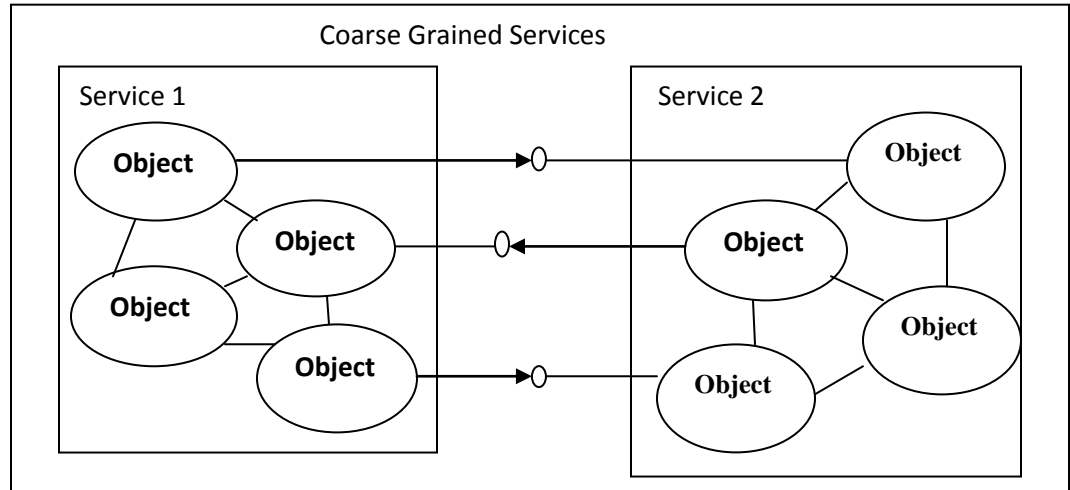 Coarse Grained Services
Service 1
Object
Object
Object
Object
Service 2
Object
Object
Object
Object